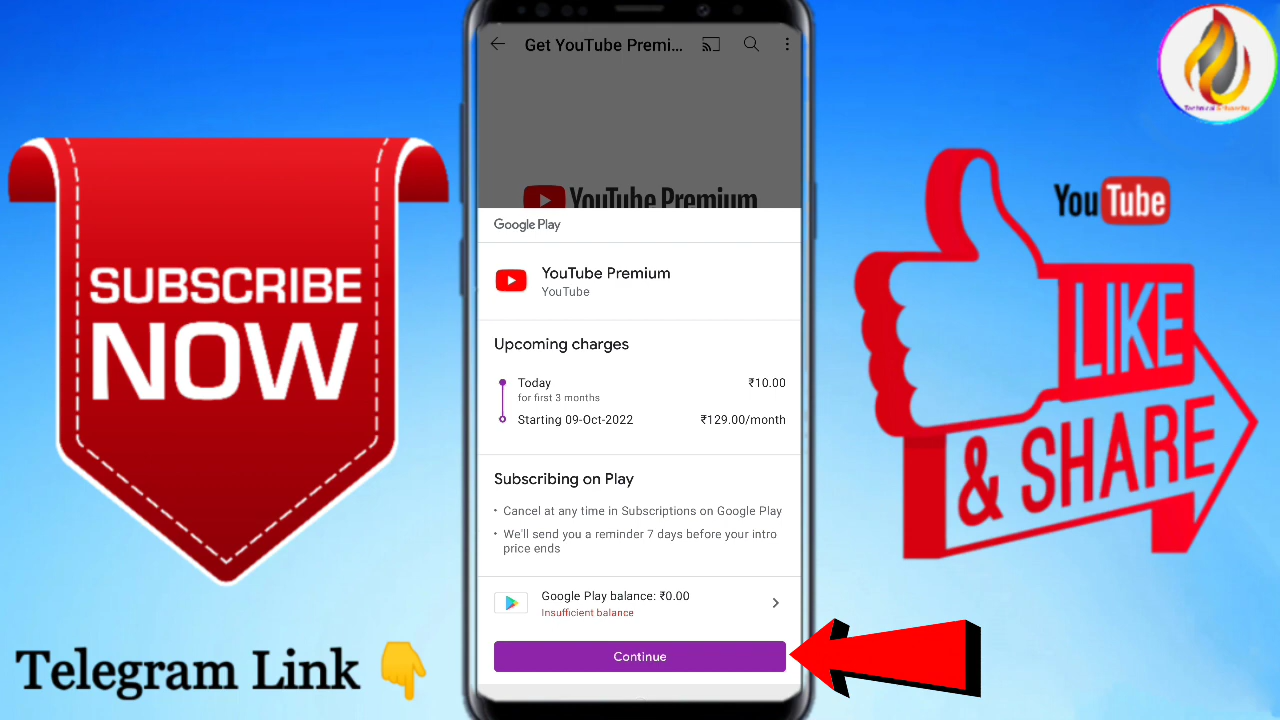 Get YouTube Premi...
YouTube Premium
Google Play
YouTube Premium
YouTube
Upcoming charges
Today ₹10.00
for first 3 months
Starting 09-Oct-2022 ₹129.00/month
Subscribing on Play
• Cancel at any time in Subscriptions on Google Play
• We'll send you a reminder 7 days before your intro
price ends
Google Play balance: ₹0.00
Insufficient balance
Continue
SUBSCRIBE
NOW
Telegram Link
YouTube
LIKE
& SHARE
Technical